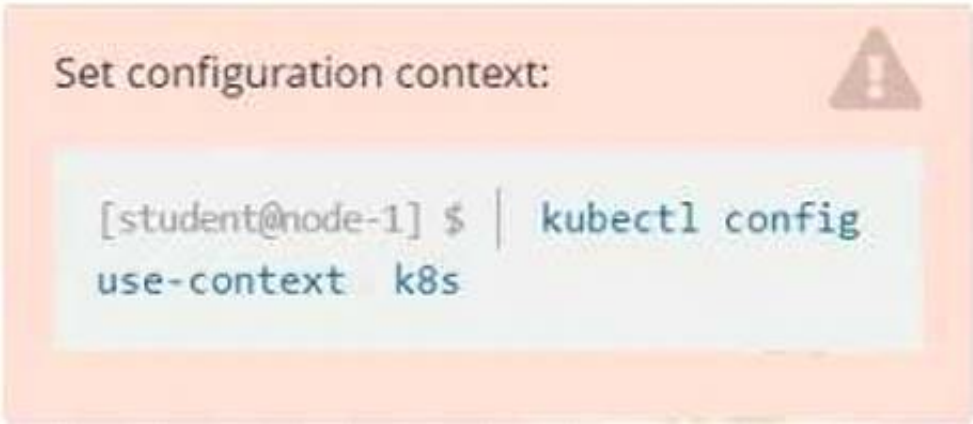 Set configuration context:
[student@node-1] $ | kubectl config
use-context k8s